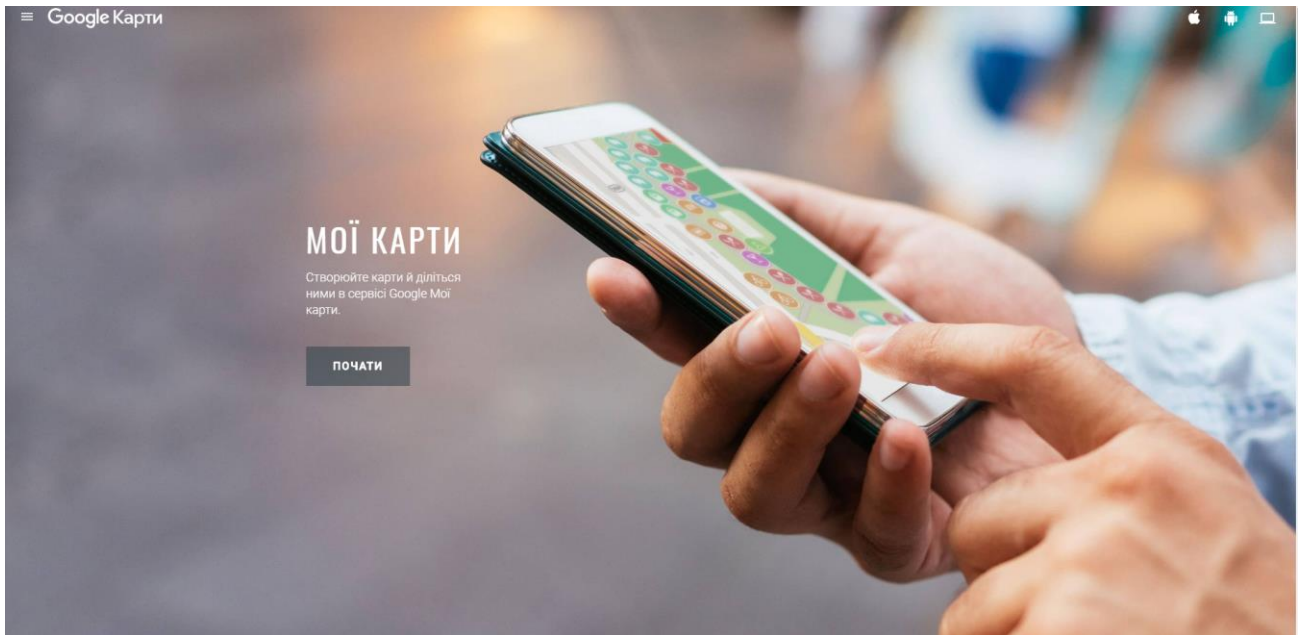 Google Карти
МОЇ КАРТИ
Створюйте карти й діліться
ними в сервісі Google Мої
карти.
ПОЧАТИ